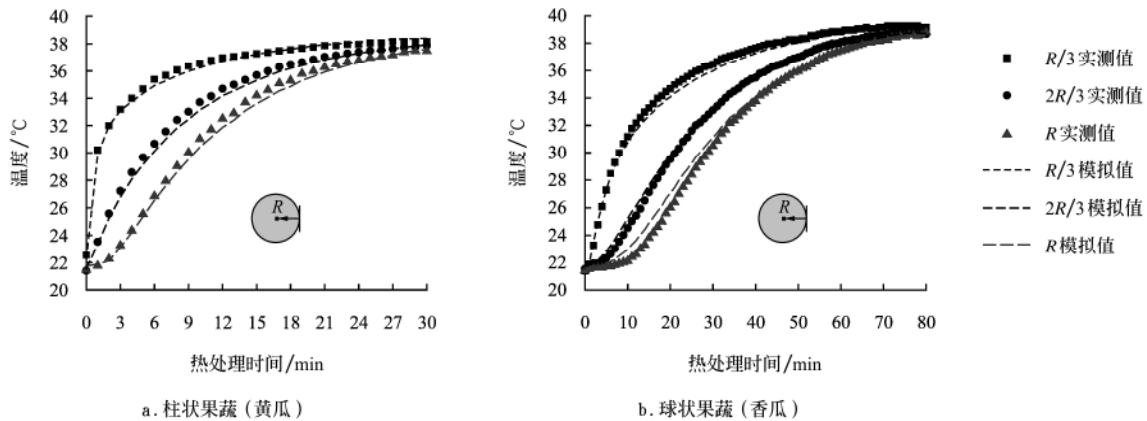 40
38
36
34
32
30
28
26
24
22
20
温度/℃
R
0 3 6 9 12 15 18 21 24 27 30
热处理时间/min
a.柱状果蔬(黄瓜)
40
38
36
34
32
30
28
26
24
22
20
温度/℃
R
0 10 20 30 40 50 60 70 80
热处理时间/min
b.球状果蔬(香瓜)
R/3实测值
2R/3实测值
R实测值
R/3模拟值
2R/3模拟值
R模拟值